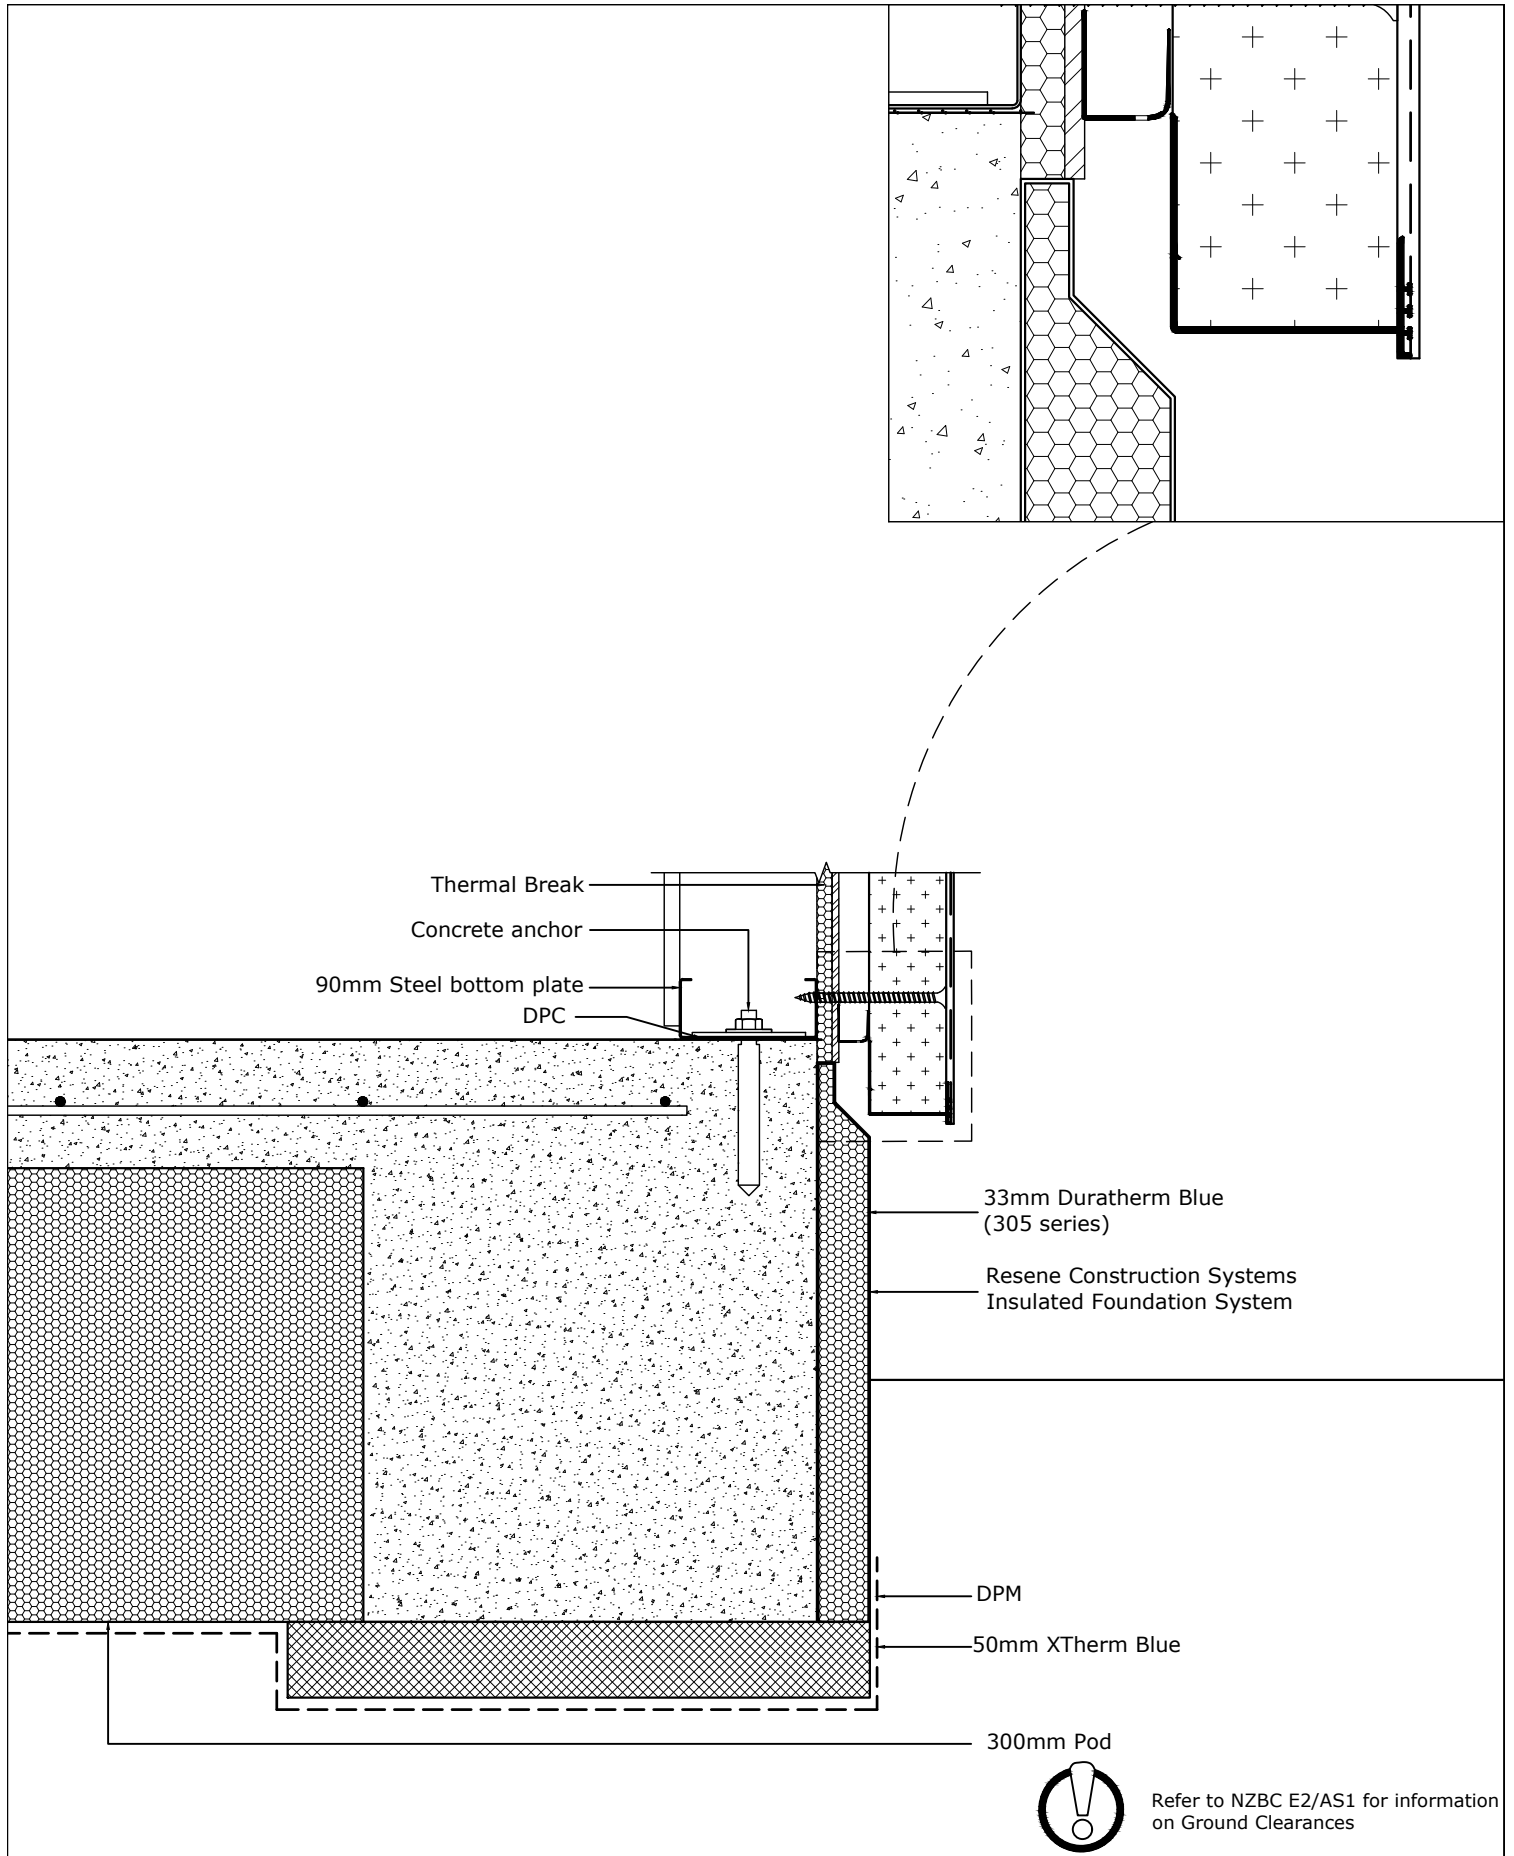 Thermal Break
Concrete anchor
90mm Steel bottom plate
DPC
33mm Duratherm Blue
(305 series)
Resene Construction Systems
Insulated Foundation System
DPM
50mm XTherm Blue
300mm Pod
Refer to NZBC E2/AS1 for information
on Ground Clearances